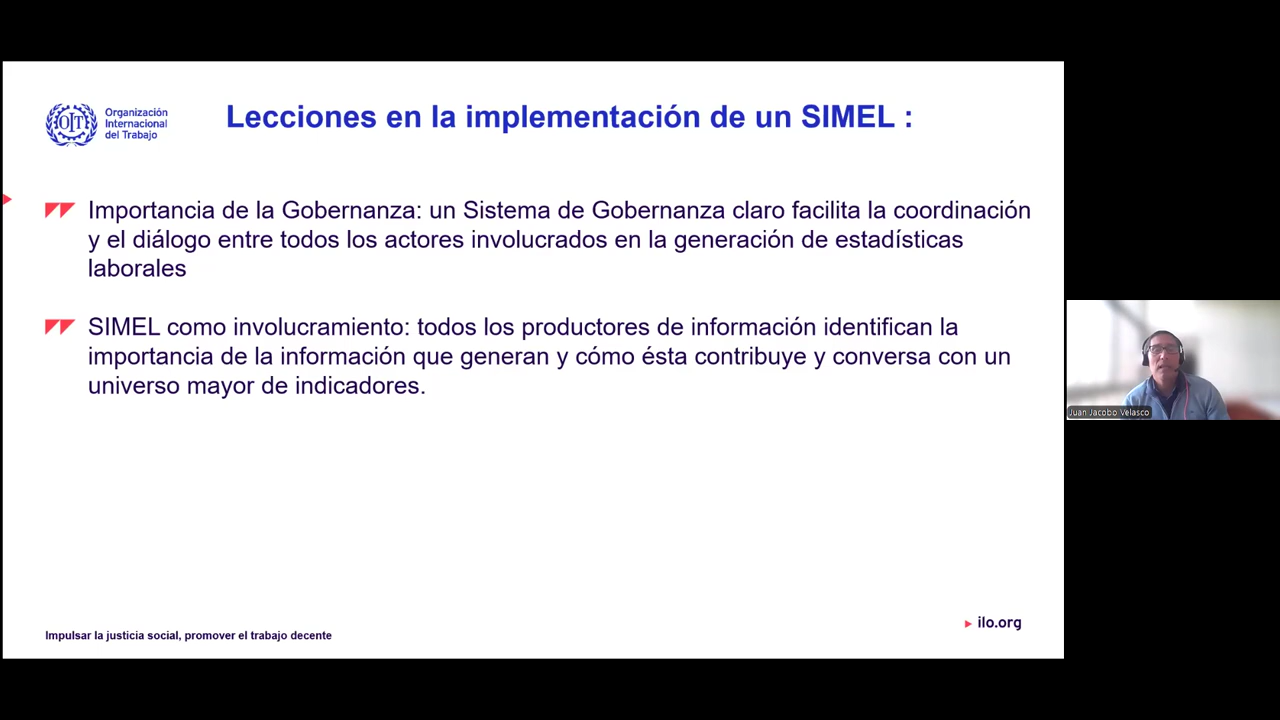 Organización
Internacional
del Trabajo
Lecciones en la implementación de un SIMEL :
Importancia de la Gobernanza: un Sistema de Gobernanza claro facilita la coordinación
y el diálogo entre todos los actores involucrados en la generación de estadísticas
laborales
SIMEL como involucramiento: todos los productores de información identifican la
importancia de la información que generan y cómo ésta contribuye y conversa con un
universo mayor de indicadores.
Juan Jacobo Velasco
Impulsar la justicia social, promover el trabajo decente
ilo.org